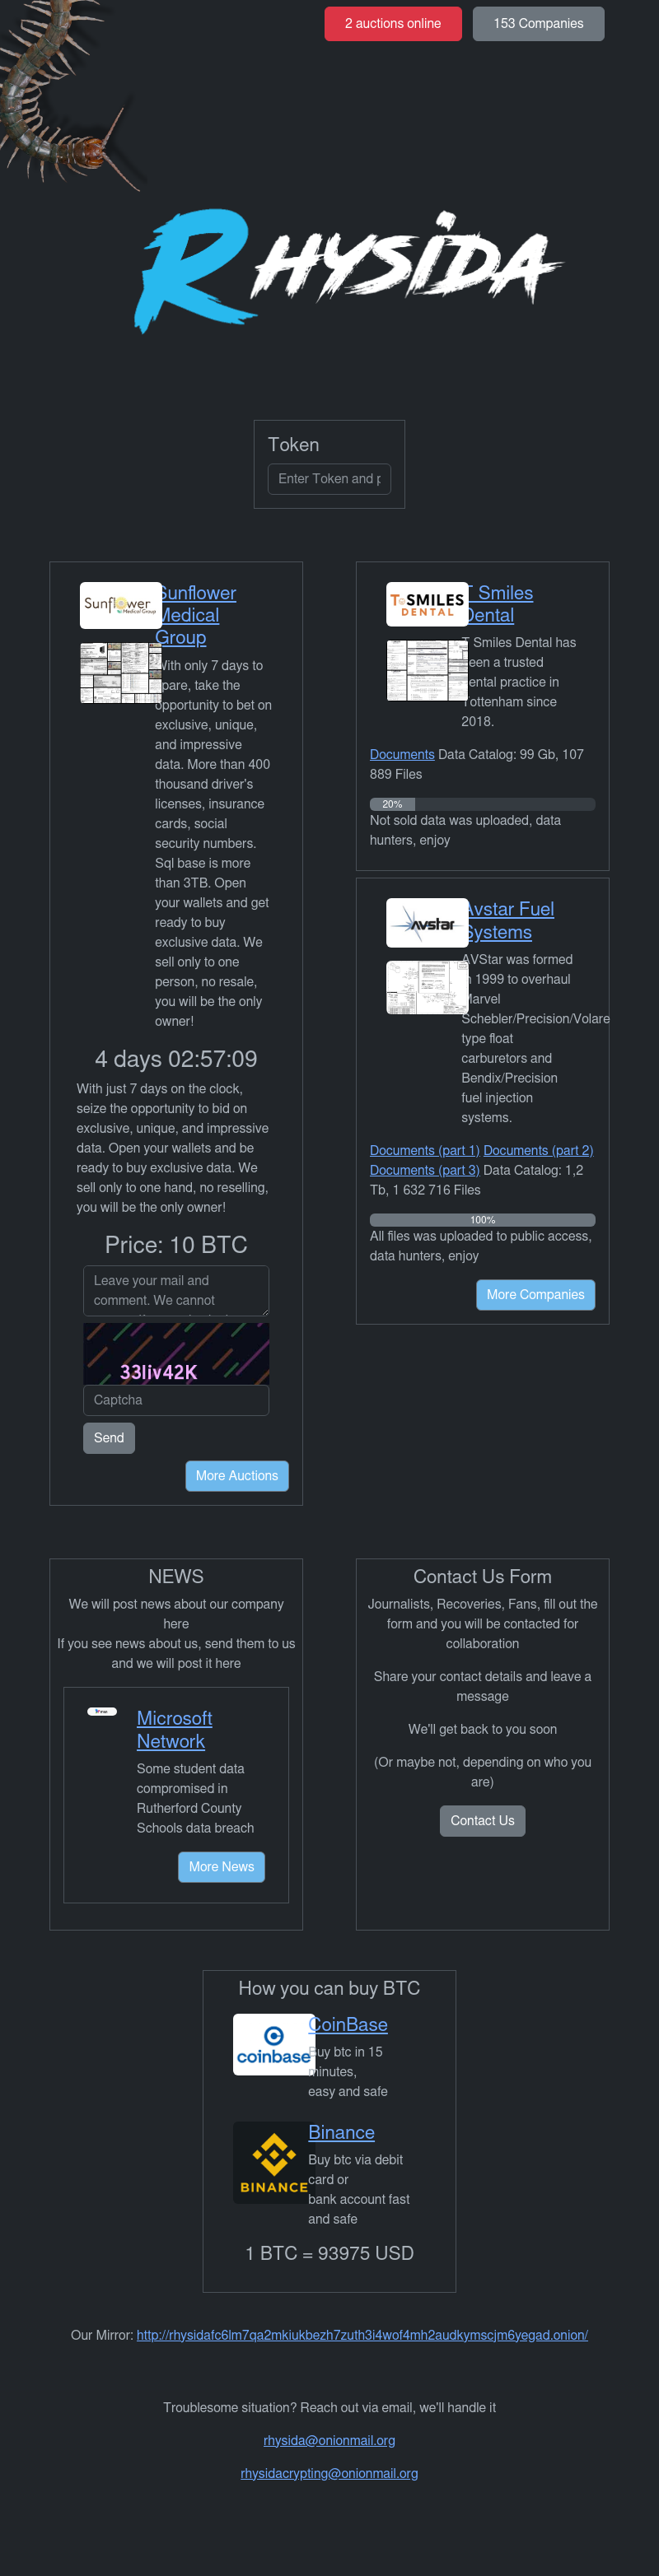 2 auctions online
153 Companies
RHYSIDA
Token
Enter Token and p
Sunflower
Medical Group
Sunflower
Medical
Group
With only 7 days to
spare, take the
opportunity to bet on
exclusive, unique,
and impressive
data. More than 400
thousand driver's
licenses, insurance
cards, social
security numbers.
Sql base is more
than 3TB. Open
your wallets and get
ready to buy
exclusive data. We
sell only to one
person, no resale,
you will be the only
owner!
4 days 02:57:09
With just 7 days on the clock,
seize the opportunity to bid on
exclusive, unique, and impressive
data. Open your wallets and be
ready to buy exclusive data. We
sell only to one hand, no reselling,
you will be the only owner!
Price: 10 BTC
Leave your mail and
comment. We cannot
33liv42K
Captcha
Send
More Auctions
T SMILES
DENTAL
T Smiles
Dental
T Smiles Dental has
been a trusted
dental practice in
Tottenham since
2018.
Documents Data Catalog: 99 Gb, 107
889 Files
20%
Not sold data was uploaded, data
hunters, enjoy
Avstar
Avstar Fuel
Systems
AVStar was formed
in 1999 to overhaul
Marvel
Schebler/Precision/Volare
type float
carburetors and
Bendix/Precision
fuel injection
systems.
Documents (part 1) Documents (part 2)
Documents (part 3) Data Catalog: 1,2
Tb, 1 632 716 Files
100%
All files was uploaded to public access,
data hunters, enjoy
More Companies
NEWS
We will post news about our company
here
If you see news about us, send them to us
and we will post it here
Microsoft
Network
Some student data
compromised in
Rutherford County
Schools data breach
More News
Contact Us Form
Journalists, Recoveries, Fans, fill out the
form and you will be contacted for
collaboration
Share your contact details and leave a
message
We'll get back to you soon
(Or maybe not, depending on who you
are)
Contact Us
How you can buy BTC
coinbase
CoinBase
Buy btc in 15
minutes,
easy and safe
BINANCE
Binance
Buy btc via debit
card or
bank account fast
and safe
1 BTC = 93975 USD
Our Mirror: http://rhysidafc6lm7qa2mkiukbezh7zuth3i4wof4mh2audkymscjm6yegad.onion/
Troublesome situation? Reach out via email, we'll handle it
rhysida@onionmail.org
rhysidacrypting@onionmail.org